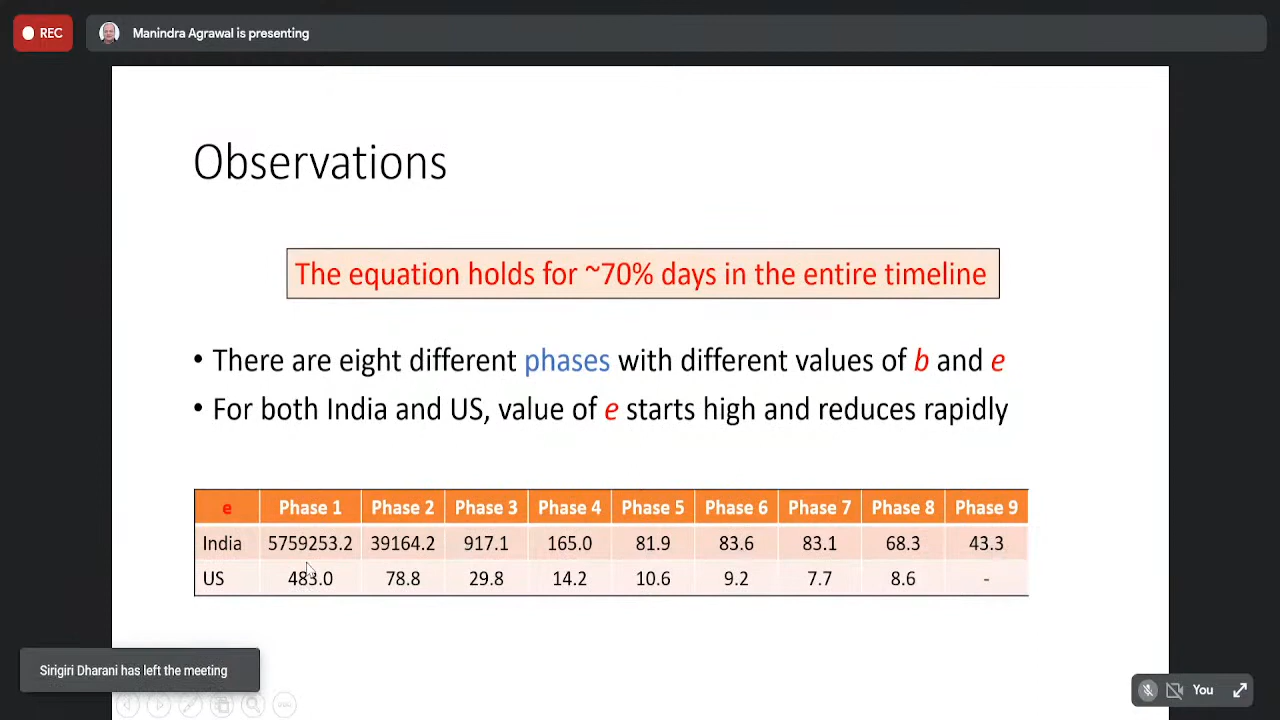 REC
Manindra Agrawal is presenting
Observations
The equation holds for ~70% days in the entire timeline
• There are eight different phases with different values of b and e
• For both India and US, value of e starts high and reduces rapidly
e Phase 1 Phase 2 Phase 3 Phase 4 Phase 5 Phase 6 Phase 7 Phase 8 Phase 9
India 5759253.2 39164.2 917.1 165.0 81.9 83.6 83.1 68.3 43.3
US 483.0 78.8 29.8 14.2 10.6 9.2 7.7 8.6 -
Sirigiri Dharani has left the meeting
You